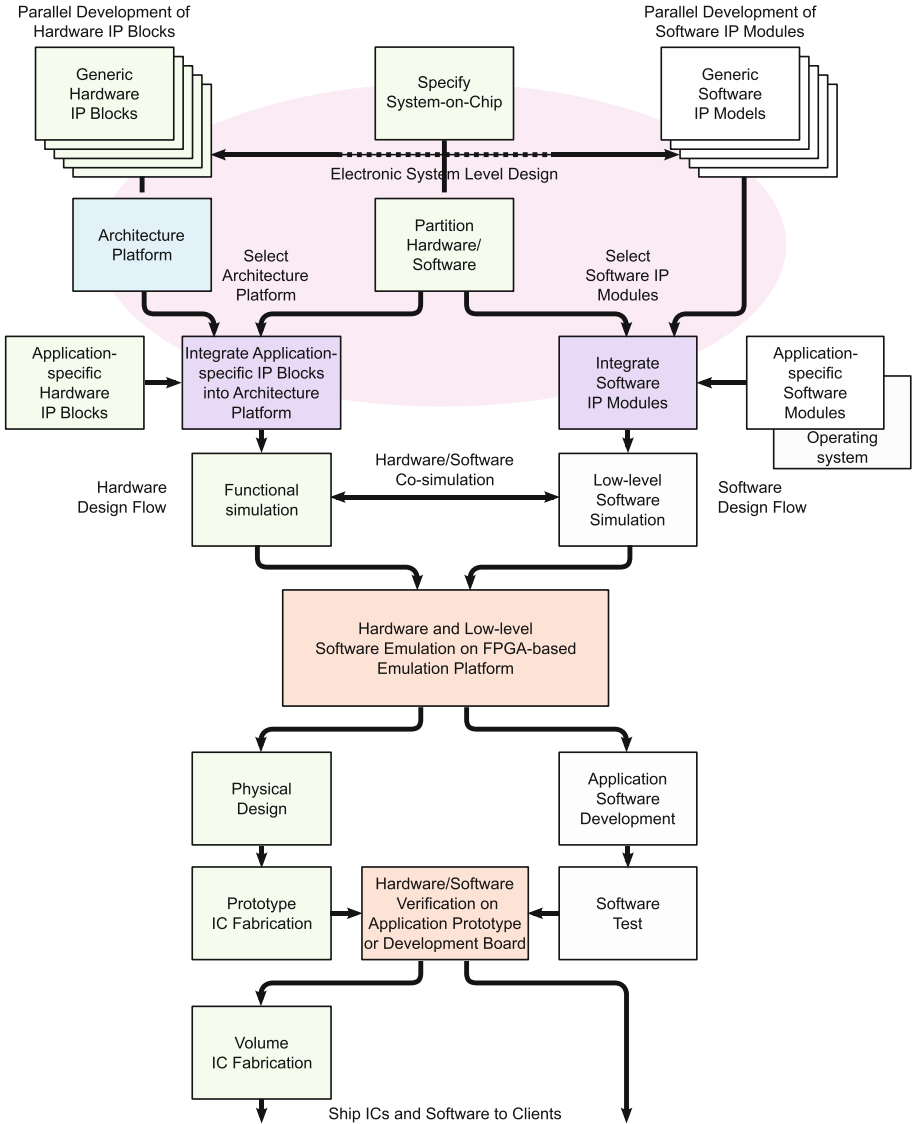 Parallel Development of
Hardware IP Blocks
Parallel Development of
Software IP Modules
Generic
Hardware
IP Blocks
Specify
System-on-Chip
Generic
Software
IP Models
Electronic System Level Design
Architecture
Platform
Partition
Hardware/
Software
Select
Architecture
Platform
Select
Software IP
Modules
Application-
specific
Hardware
IP Blocks
Integrate Application-
specific IP Blocks
into Architecture
Platform
Integrate
Software
IP Modules
Application-
specific
Software
Modules
Operating
system
Hardware
Design Flow
Functional
simulation
Hardware/Software
Co-simulation
Low-level
Software
Simulation
Software
Design Flow
Hardware and Low-level
Software Emulation on FPGA-based
Emulation Platform
Physical
Design
Application
Software
Development
Prototype
IC Fabrication
Hardware/Software
Verification on
Application Prototype
or Development Board
Software
Test
Volume
IC Fabrication
Ship ICs and Software to Clients